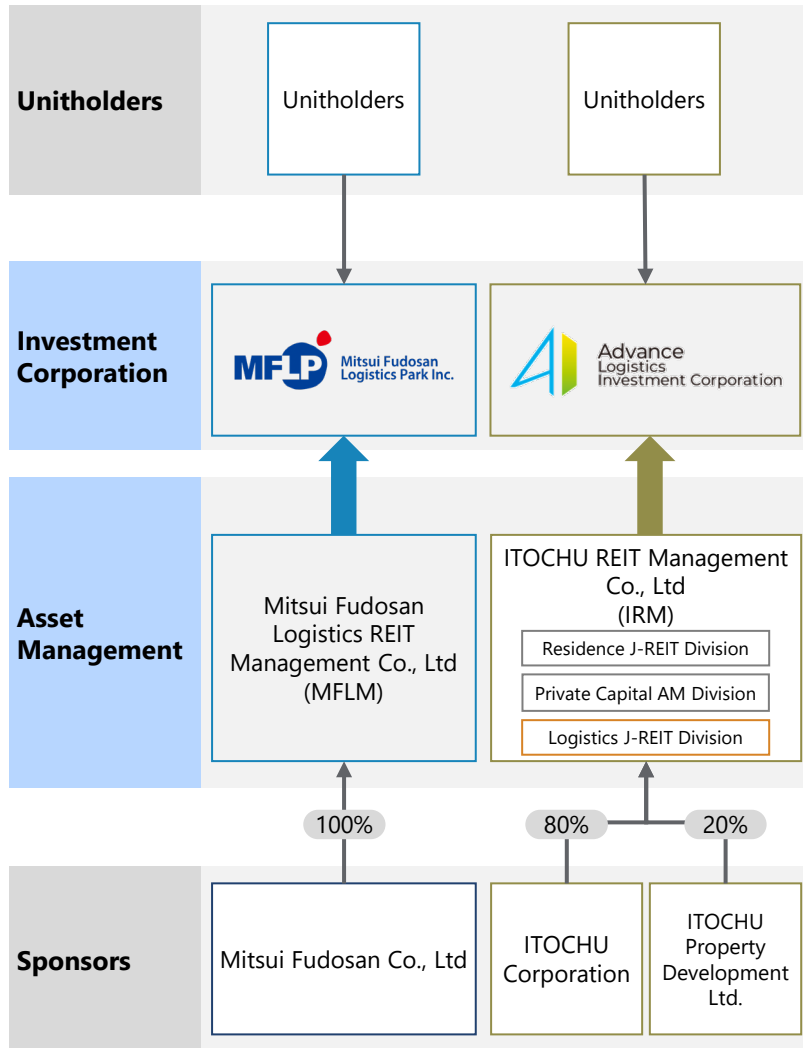 Unitholders
Unitholders
Unitholders
Investment
Corporation
MFLP
Mitsui Fudosan
Logistics Park Inc.
Advance
Logistics
Investment Corporation
Asset
Management
Mitsui Fudosan
Logistics REIT
Management Co., Ltd
(MFLM)
ITOCHU REIT Management
Co., Ltd
(IRM)
Residence J-REIT Division
Private Capital AM Division
Logistics J-REIT Division
100%
80%
20%
Sponsors
Mitsui Fudosan Co., Ltd
ITOCHU
Corporation
ITOCHU
Property
Development
Ltd.